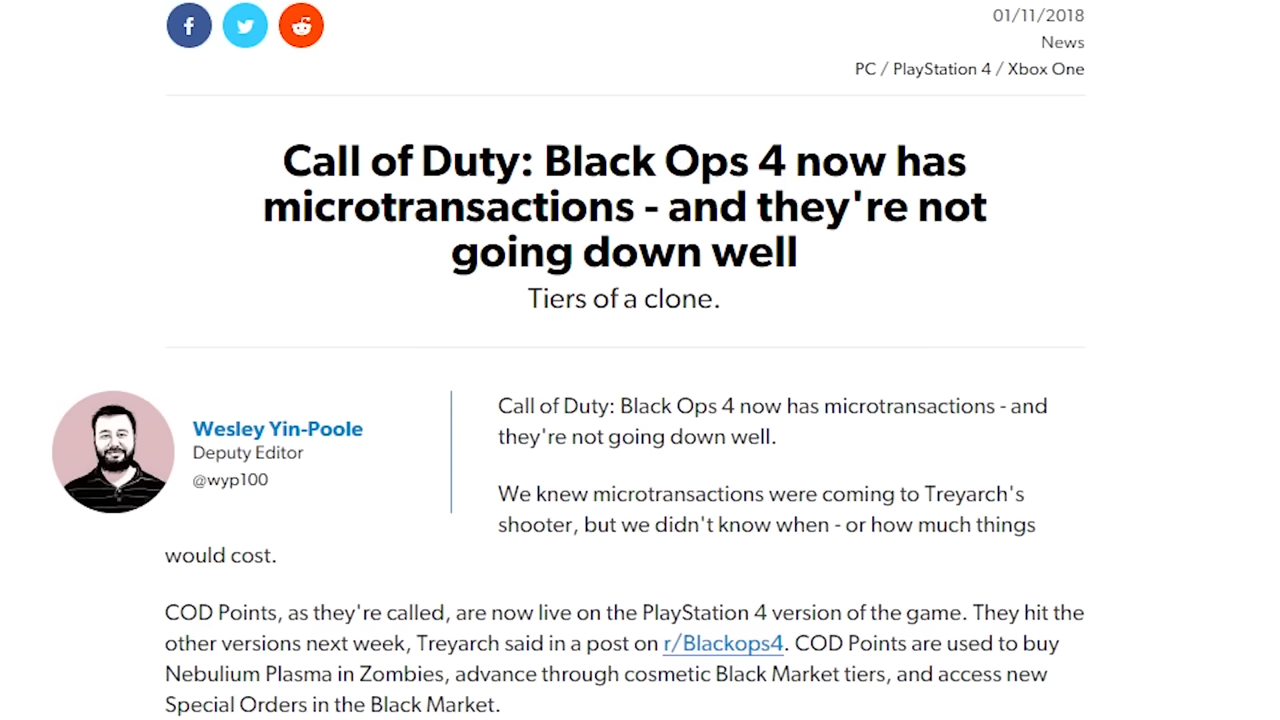 01/11/2018
News
PC / PlayStation 4 / Xbox One
Call of Duty: Black Ops 4 now has
microtransactions - and they're not
going down well
Tiers of a clone.
Wesley Yin-Poole
Deputy Editor
@wyp100
Call of Duty: Black Ops 4 now has microtransactions - and
they're not going down well.
We knew microtransactions were coming to Treyarch's
shooter, but we didn't know when - or how much things
would cost.
COD Points, as they're called, are now live on the PlayStation 4 version of the game. They hit the
other versions next week, Treyarch said in a post on r/Blackops4. COD Points are used to buy
Nebulium Plasma in Zombies, advance through cosmetic Black Market tiers, and access new
Special Orders in the Black Market.